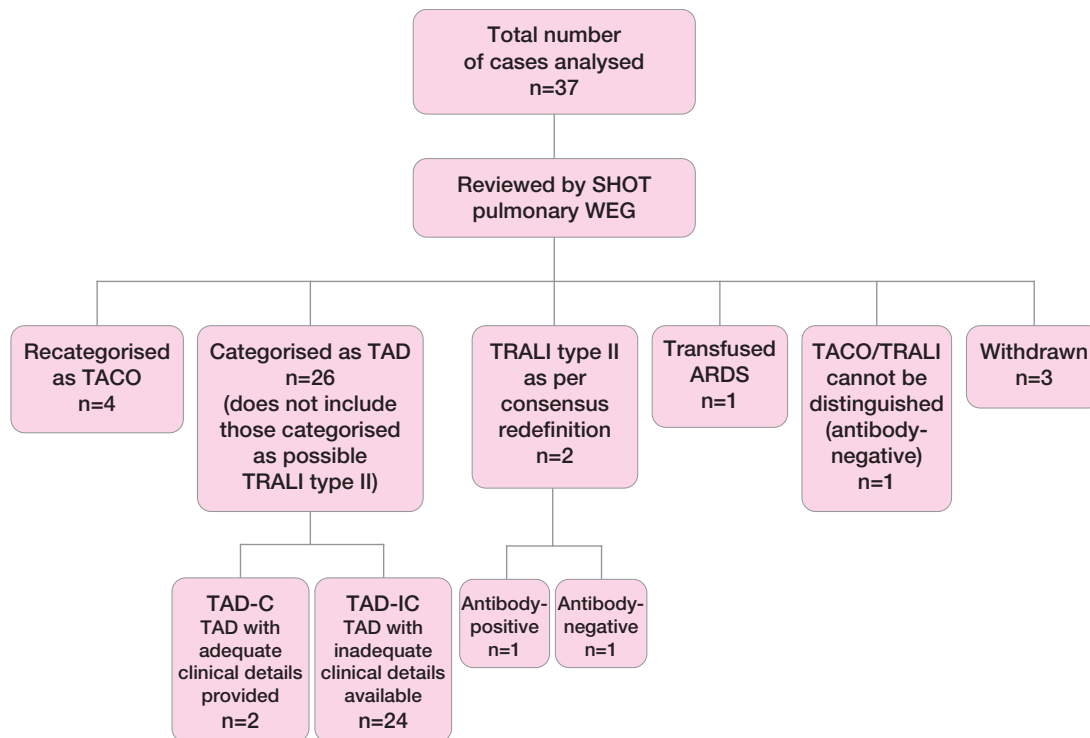 Total number
of cases analysed
n=37
Reviewed by SHOT
pulmonary WEG
Recategorised
as TACO
n=4
Categorised as TAD
n=26
(does not include
those categorised
as possible
TRALI type II)
TRALI type II
as per
consensus
redefinition
n=2
Transfused
ARDS
n=1
TACO/TRALI
cannot be
distinguished
(antibody-
negative)
n=1
Withdrawn
n=3
TAD-C
TAD with
adequate
clinical details
provided
n=2
TAD-IC
TAD with
inadequate
clinical details
available
n=24
Antibody-
positive
n=1
Antibody-
negative
n=1